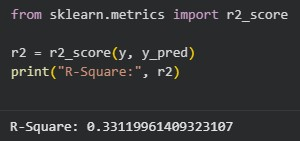 from sklearn.metrics import r2_score
r2 = r2_score(y, y_pred)
print("R-Square:", r2)
R-Square: 0.33119961409323107